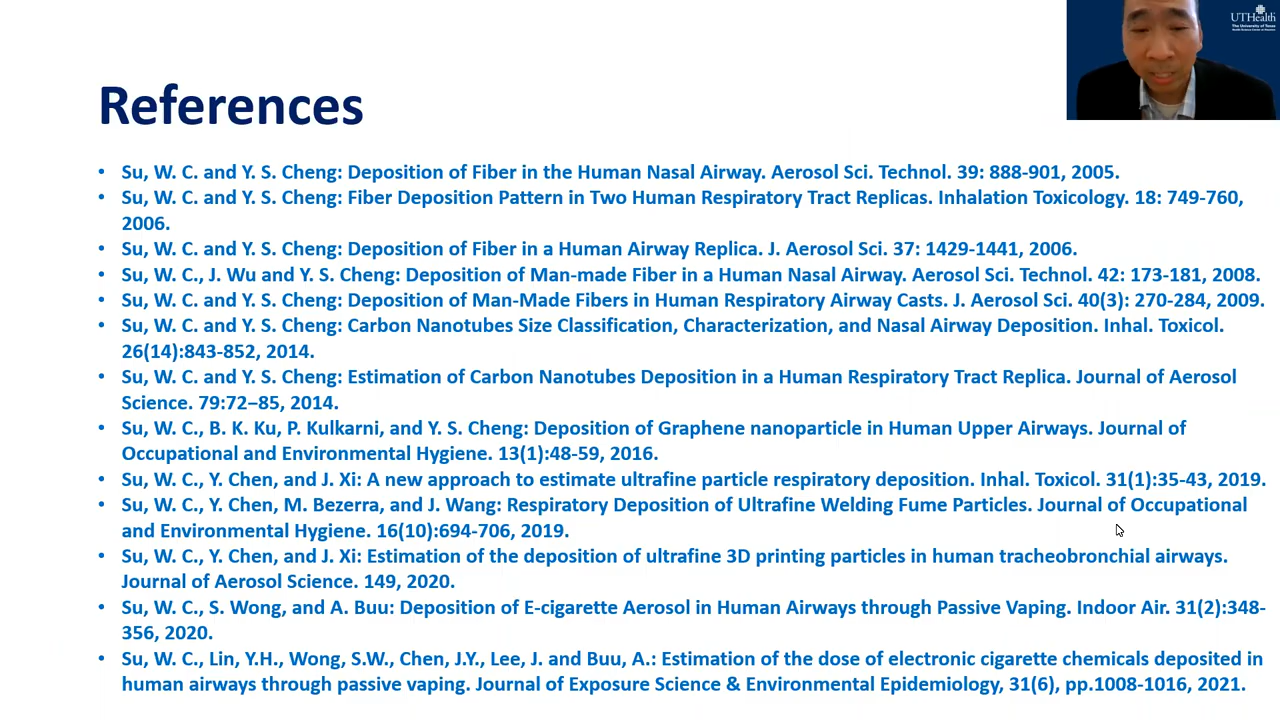 UTHealth
The University of Texas
Health Science Center at Houston
References
• Su, W. C. and Y. S. Cheng: Deposition of Fiber in the Human Nasal Airway. Aerosol Sci. Technol. 39: 888-901, 2005.
• Su, W. C. and Y. S. Cheng: Fiber Deposition Pattern in Two Human Respiratory Tract Replicas. Inhalation Toxicology. 18: 749-760,
2006.
• Su, W. C. and Y. S. Cheng: Deposition of Fiber in a Human Airway Replica. J. Aerosol Sci. 37: 1429-1441, 2006.
• Su, W. C., J. Wu and Y. S. Cheng: Deposition of Man-made Fiber in a Human Nasal Airway. Aerosol Sci. Technol. 42: 173-181, 2008.
• Su, W. C. and Y. S. Cheng: Deposition of Man-Made Fibers in Human Respiratory Airway Casts. J. Aerosol Sci. 40(3): 270-284, 2009.
• Su, W. C. and Y. S. Cheng: Carbon Nanotubes Size Classification, Characterization, and Nasal Airway Deposition. Inhal. Toxicol.
26(14):843-852, 2014.
• Su, W. C. and Y. S. Cheng: Estimation of Carbon Nanotubes Deposition in a Human Respiratory Tract Replica. Journal of Aerosol
Science. 79:72−85, 2014.
• Su, W. C., B. K. Ku, P. Kulkarni, and Y. S. Cheng: Deposition of Graphene nanoparticle in Human Upper Airways. Journal of
Occupational and Environmental Hygiene. 13(1):48-59, 2016.
• Su, W. C., Y. Chen, and J. Xi: A new approach to estimate ultrafine particle respiratory deposition. Inhal. Toxicol. 31(1):35-43, 2019.
• Su, W. C., Y. Chen, M. Bezerra, and J. Wang: Respiratory Deposition of Ultrafine Welding Fume Particles. Journal of Occupational
and Environmental Hygiene. 16(10):694-706, 2019.
• Su, W. C., Y. Chen, and J. Xi: Estimation of the deposition of ultrafine 3D printing particles in human tracheobronchial airways.
Journal of Aerosol Science. 149, 2020.
• Su, W. C., S. Wong, and A. Buu: Deposition of E-cigarette Aerosol in Human Airways through Passive Vaping. Indoor Air. 31(2):348-
356, 2020.
• Su, W. C., Lin, Y.H., Wong, S.W., Chen, J.Y., Lee, J. and Buu, A.: Estimation of the dose of electronic cigarette chemicals deposited in
human airways through passive vaping. Journal of Exposure Science & Environmental Epidemiology, 31(6), pp.1008-1016, 2021.